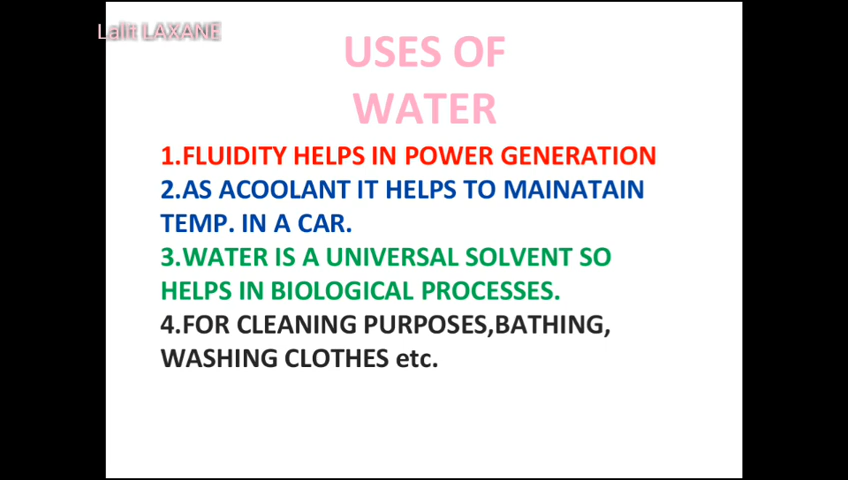 Lalit LAXANE
USES OF
WATER
1.FLUIDITY HELPS IN POWER GENERATION
2.AS ACOOLANT IT HELPS TO MAINATAIN
TEMP. IN A CAR.
3.WATER IS A UNIVERSAL SOLVENT SO
HELPS IN BIOLOGICAL PROCESSES.
4.FOR CLEANING PURPOSES,BATHING,
WASHING CLOTHES etc.